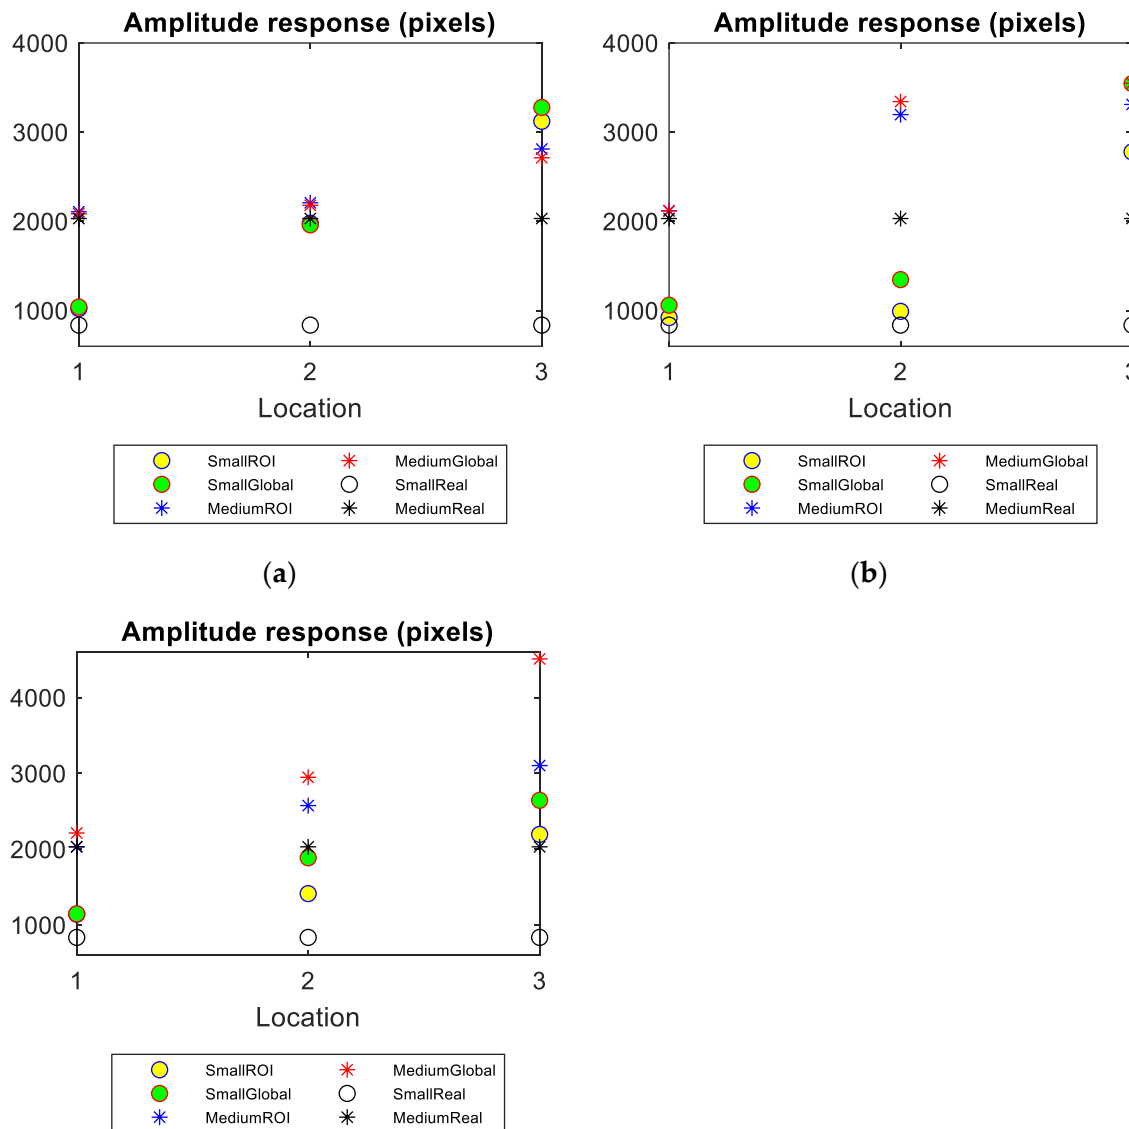 Amplitude response (pixels)
4000
3000
2000
1000
1 2 3
Location
SmallROI MediumGlobal
SmallGlobal SmallReal
MediumROI MediumReal
(a)
Amplitude response (pixels)
4000
3000
2000
1000
1 2 3
Location
SmallROI MediumGlobal
SmallGlobal SmallReal
MediumROI MediumReal
(b)
Amplitude response (pixels)
4000
3000
2000
1000
1 2 3
Location
SmallROI MediumGlobal
SmallGlobal SmallReal
MediumROI MediumReal